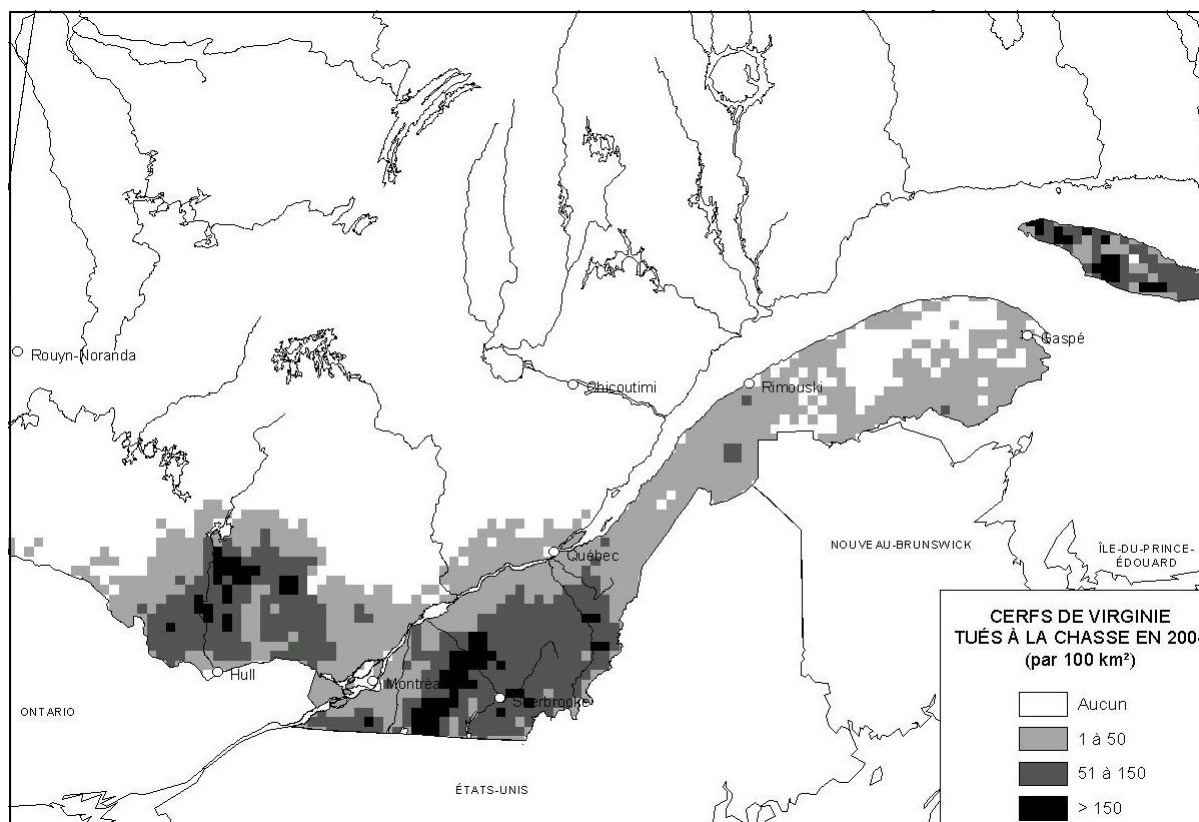 Rouyn-Noranda
Chicoutimi
Rimouski
Gaspé
Québec
NOUVEAU-BRUNSWICK
ÎLE-DU-PRINCE-
ÉDOUARD
Hull
Montréa
Sherbrooke
ONTARIO
ÉTATS-UNIS
CERFS DE VIRGINIE
TUÉS À LA CHASSE EN
(par 100 km²)
Aucun
1 à 50
51 à 150
> 150